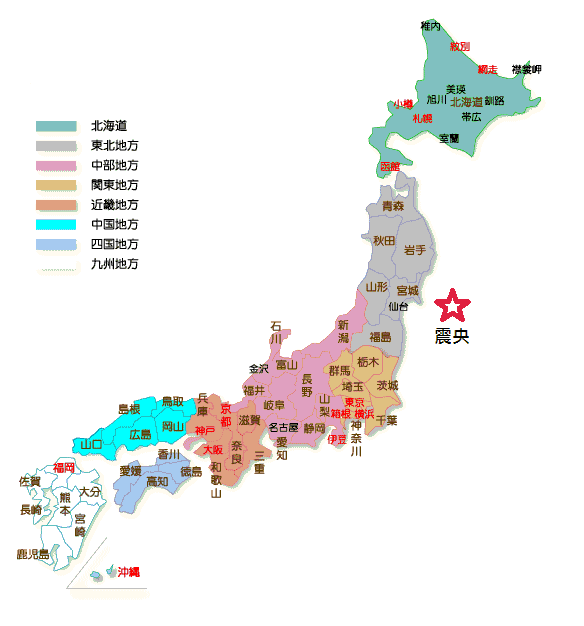 稚内
紋別
網走
襟裳岬
美瑛
旭川
北海道
釧路
小樽
札幌
帯広
室蘭
函館
北海道
東北地方
中部地方
関東地方
近畿地方
中国地方
四国地方
九州地方
青森
秋田
岩手
山形
宮城
仙台
震央
新潟
福島
石川
金沢
富山
栃木
群馬
長野
埼玉
茨城
福井
岐阜
山梨
東京
箱根
横浜
千葉
神奈川
伊豆
静岡
名古屋
愛知
鳥取
兵庫
京都
滋賀
島根
岡山
広島
山口
神戸
大阪
奈良
三重
和歌山
香川
徳島
愛媛
高知
福岡
佐賀
大分
長崎
熊本
宮崎
鹿児島
沖縄